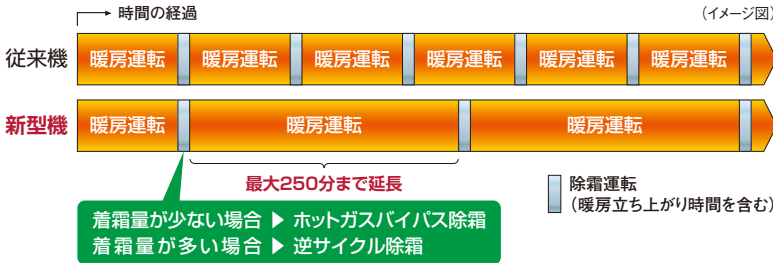 時間の経過
(イメージ図)
従来機 暖房運転 暖房運転 暖房運転 暖房運転 暖房運転 暖房運転
新型機 暖房運転 暖房運転 暖房運転
最大250分まで延長
除霜運転
(暖房立ち上がり時間を含む)
着霜量が少ない場合 ▶ ホットガスバイパス除霜
着霜量が多い場合 ▶ 逆サイクル除霜